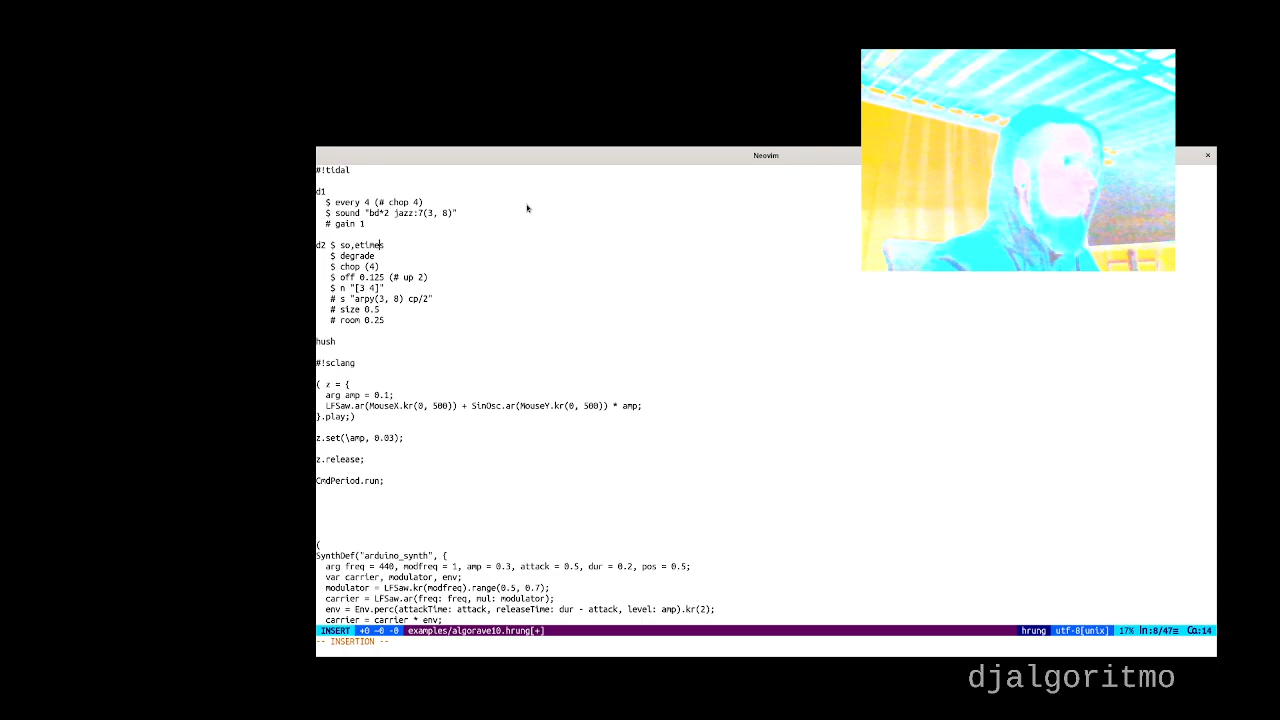 Neovim ×
#!tidal
d1
$ every 4 (# chop 4)
$ sound "bd*2 jazz:7(3, 8)"
# gain 1
d2 $ so,etimes
$ degrade
$ chop (4)
$ off 0.125 (# up 2)
$ n "[3 4]"
# s "arpy(3, 8) cp/2"
# size 0.5
# room 0.25
hush
#!sclang
( z = {
arg amp = 0.1;
LFSaw.ar(MouseX.kr(0, 500)) + SinOsc.ar(MouseY.kr(0, 500)) * amp;
}.play;)
z.set(\amp, 0.03);
z.release;
CmdPeriod.run;
(
SynthDef("arduino_synth", {
arg freq = 440, modfreq = 1, amp = 0.3, attack = 0.5, dur = 0.2, pos = 0.5;
var carrier, modulator, env;
modulator = LFSaw.kr(modfreq).range(0.5, 0.7);
carrier = LFSaw.ar(freq: freq, mul: modulator);
env = Env.perc(attackTime: attack, releaseTime: dur - attack, level: amp).kr(2);
carrier = carrier * env;
INSERT +0 ~0 -0 examples/algorave10.hrung[+] hrung utf-8[unix] 17% ln:8/47≡ Co:14
-- INSERTION --
djalgoritmo